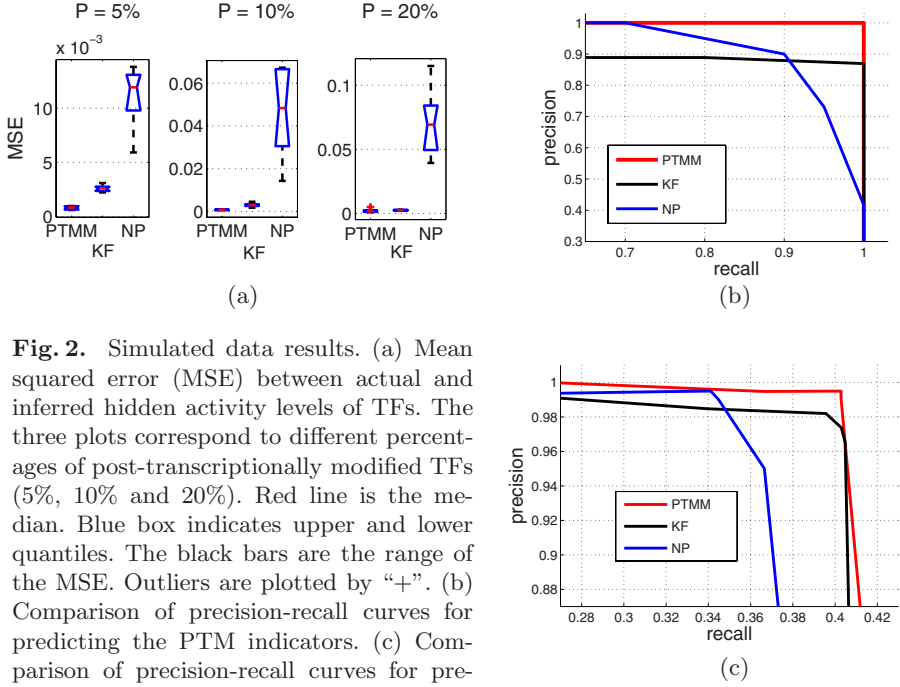 P = 5%
P = 10%
P = 20%
x 10⁻³
MSE
10
5
0
PTMM NP
KF
0.06
0.04
0.02
0
PTMM NP
KF
0.1
0.05
0
PTMM NP
KF
(a)
precision
1
0.9
0.8
0.7
0.6
0.5
0.4
0.3
PTMM
KF
NP
0.7 0.8 0.9 1
recall
(b)
Fig. 2. Simulated data results. (a) Mean
squared error (MSE) between actual and
inferred hidden activity levels of TFs. The
three plots correspond to different percent-
ages of post-transcriptionally modified TFs
(5%, 10% and 20%). Red line is the me-
dian. Blue box indicates upper and lower
quantiles. The black bars are the range of
the MSE. Outliers are plotted by “+”. (b)
Comparison of precision-recall curves for
predicting the PTM indicators. (c) Com-
parison of precision-recall curves for pre-
precision
1
0.98
0.96
0.94
0.92
0.9
0.88
PTMM
KF
NP
0.28 0.3 0.32 0.34 0.36 0.38 0.4 0.42
recall
(c)